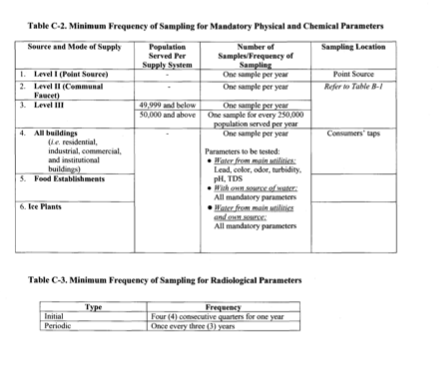 Table C-2. Minimum Frequency of Sampling for Mandatory Physical and Chemical Parameters
Source and Mode of Supply
Population
Served Per
Supply System
Number of
Samples/Frequency of
Sampling
Sampling Location
1. Level I (Point Source)
-
One sample per year
Point Source
2. Level II (Communal
Faucet)
-
One sample per year
Refer to Table B-1
3. Level III
49,999 and below
One sample per year
50,000 and above
One sample for every 250,000
population served per year
4. All buildings
(i.e. residential,
industrial, commercial,
and institutional
buildings)
-
One sample per year
Consumers' taps
Parameters to be tested:
• Water from main utilities:
Lead, color, odor, turbidity,
pH, TDS
• With own source of water:
All mandatory parameters
• Water from main utilities
and own source:
All mandatory parameters
5. Food Establishments
6. Ice Plants
Table C-3. Minimum Frequency of Sampling for Radiological Parameters
Type
Frequency
Initial
Four (4) consecutive quarters for one year
Periodic
Once every three (3) years